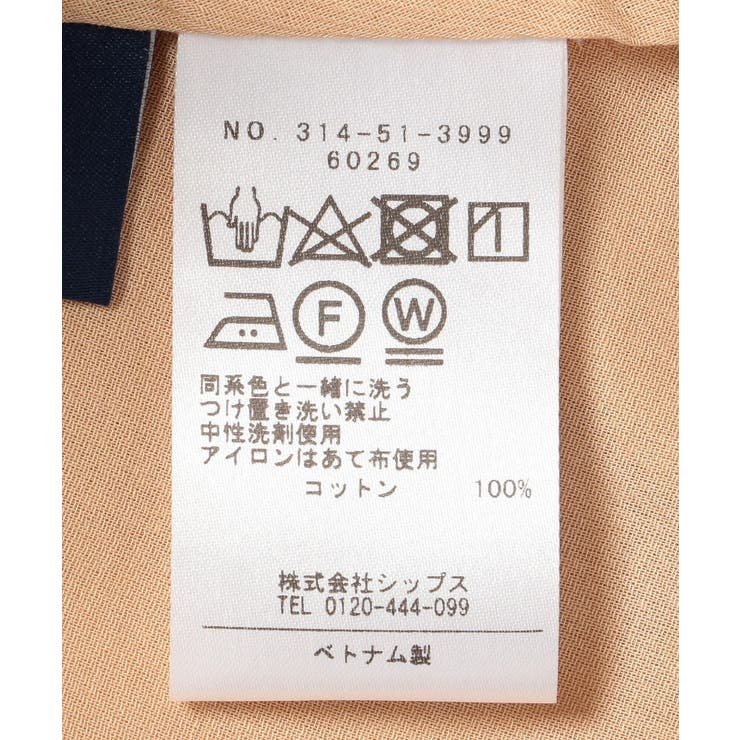 NO. 314-51-3999
60269
F W
同系色と一緒に洗う
つけ置き洗い禁止
中性洗剤使用
アイロンはあて布使用
コットン 100%
株式会社シップス
TEL 0120-444-099
ベトナム製